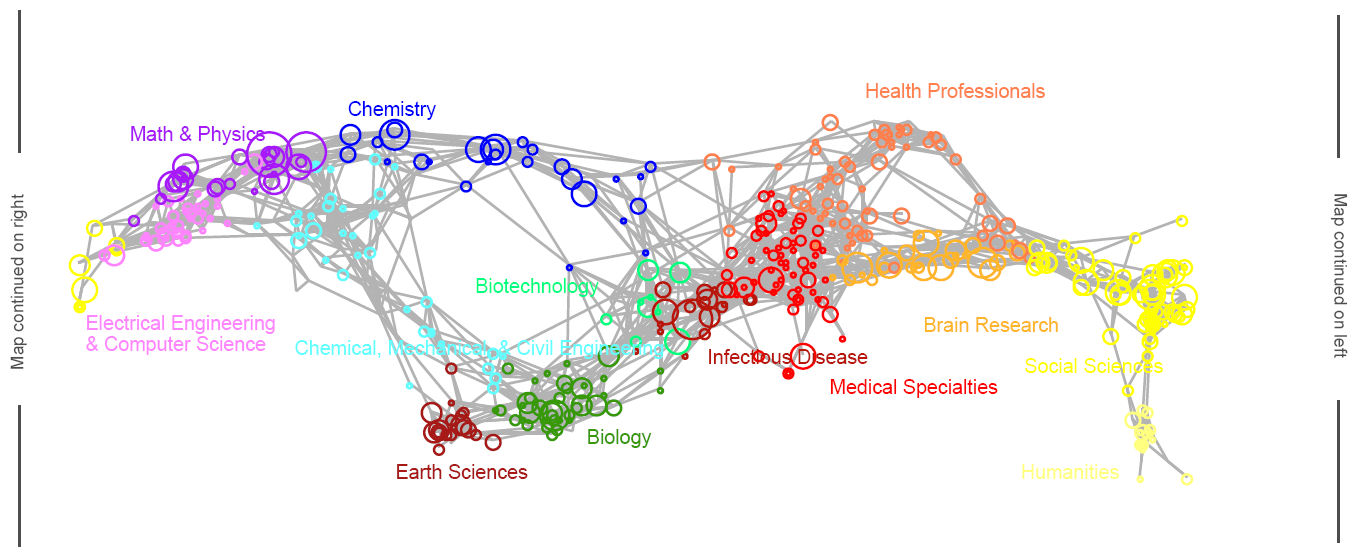 Map continued on right
Math & Physics
Chemistry
Health Professionals
Biotechnology
Electrical Engineering
& Computer Science
Chemical, Mechanical, & Civil Engineering
Infectious Disease
Brain Research
Social Sciences
Medical Specialties
Biology
Earth Sciences
Humanities
Map continued on left